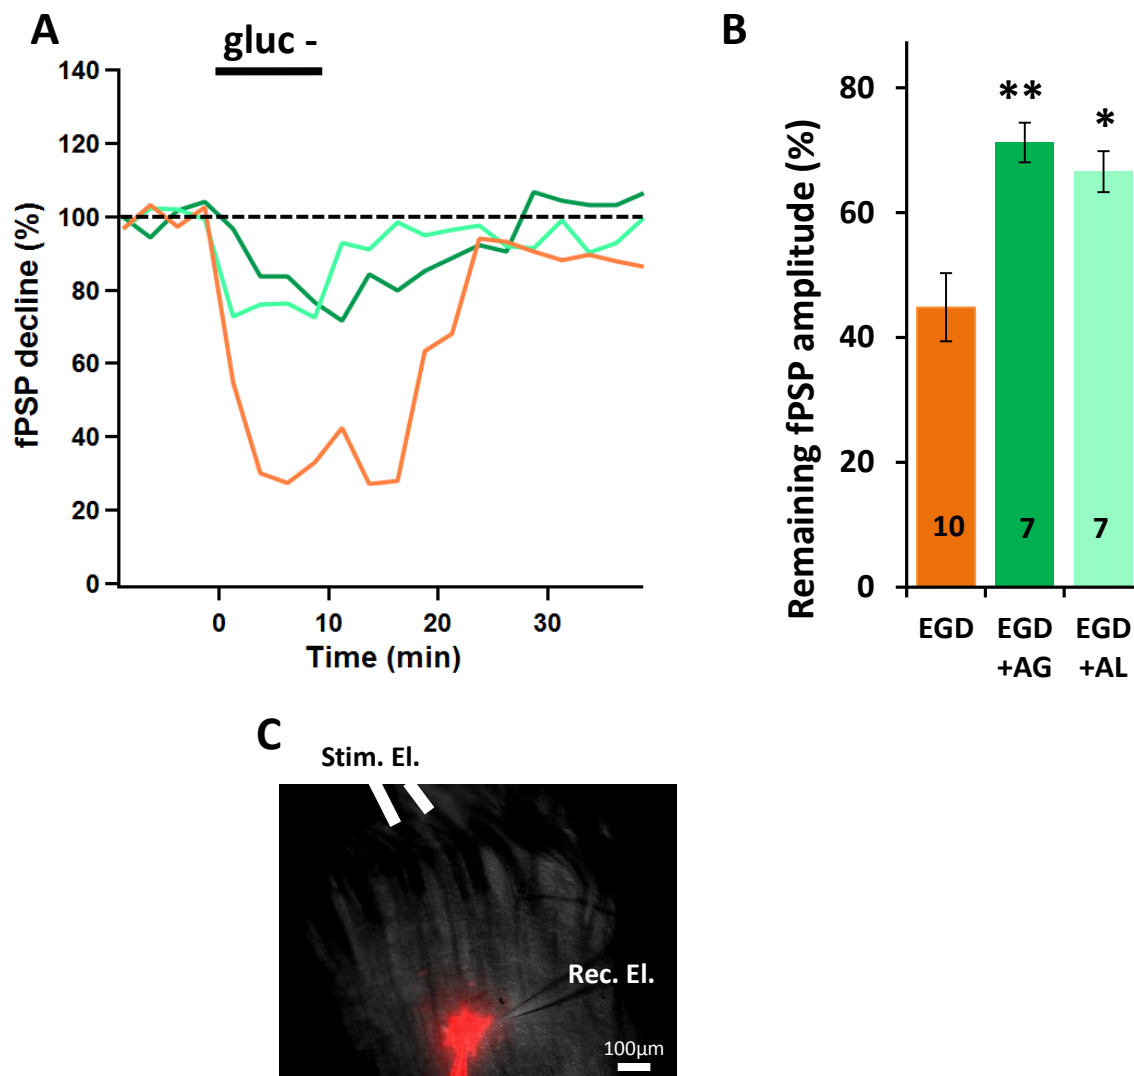 A
gluc -
140
120
100
80
60
40
20
0
fPSP decline (%)
0 10 20 30
Time (min)
B
80
60
40
20
0
Remaining fPSP amplitude (%)
** *
10 7 7
EGD EGD EGD
+AG +AL
C
Stim. El.
Rec. El.
100μm